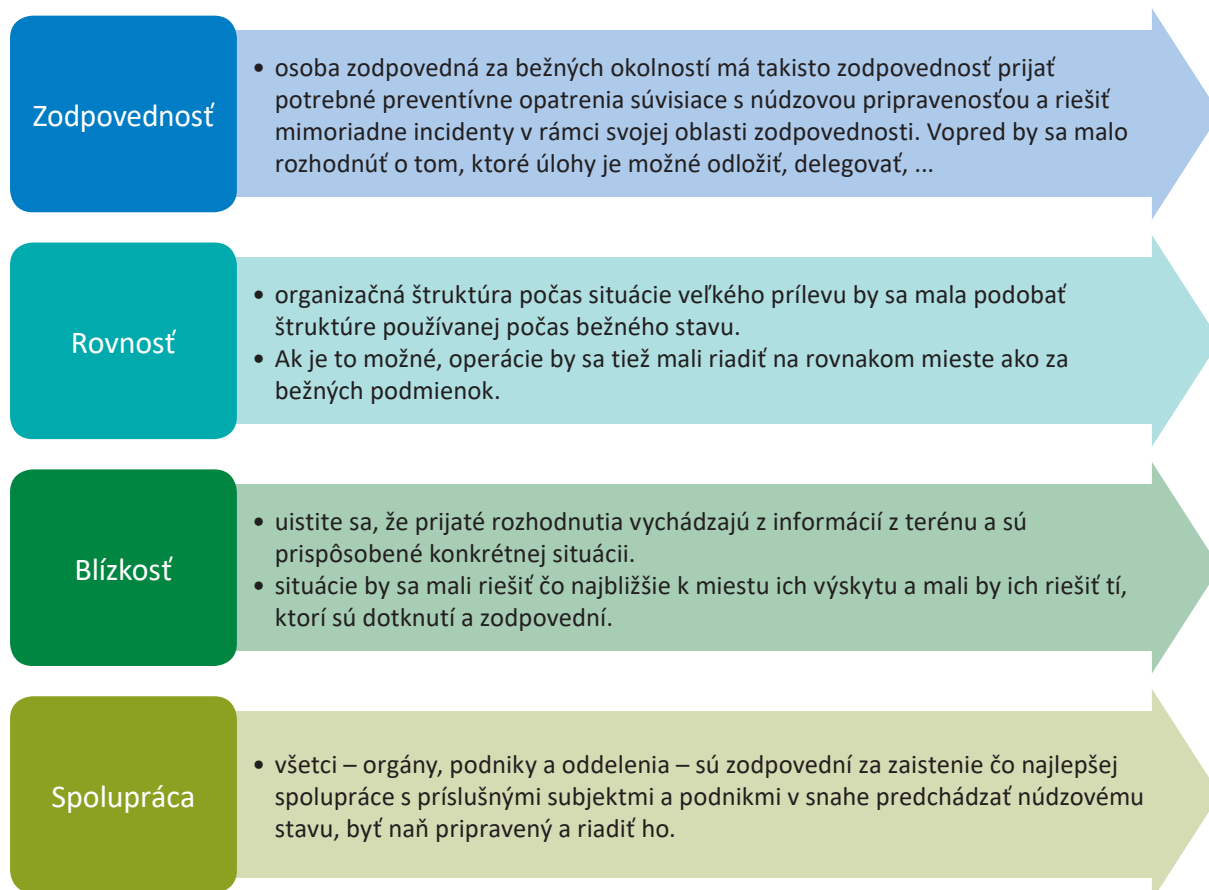 Zodpovednosť
• osoba zodpovedná za bežných okolností má takisto zodpovednosť prijať
potrebné preventívne opatrenia súvisiace s núdzovou pripravenosťou a riešiť
mimoriadne incidenty v rámci svojej oblasti zodpovednosti. Vopred by sa malo
rozhodnúť o tom, ktoré úlohy je možné odložiť, delegovať, ...
Rovnosť
• organizačná štruktúra počas situácie veľkého prílevu by sa mala podobať
štruktúre používanej počas bežného stavu.
• Ak je to možné, operácie by sa tiež mali riadiť na rovnakom mieste ako za
bežných podmienok.
Blízkosť
• uistite sa, že prijaté rozhodnutia vychádzajú z informácií z terénu a sú
prispôsobené konkrétnej situácii.
• situácie by sa mali riešiť čo najbližšie k miestu ich výskytu a mali by ich riešiť tí,
ktorí sú dotknutí a zodpovední.
Spolupráca
• všetci – orgány, podniky a oddelenia – sú zodpovední za zaistenie čo najlepšej
spolupráce s príslušnými subjektmi a podnikmi v snahe predchádzať núdzovému
stavu, byť naň pripravený a riadiť ho.